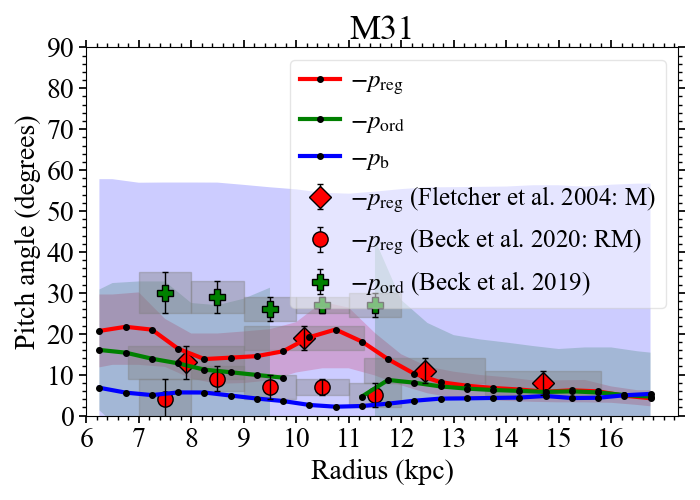 M31
90
80
70
60
50
40
30
20
10
0
Pitch angle (degrees)
−p_reg
−p_ord
−p_b
−p_reg (Fletcher et al. 2004: M)
−p_reg (Beck et al. 2020: RM)
−p_ord (Beck et al. 2019)
6 7 8 9 10 11 12 13 14 15 16
Radius (kpc)